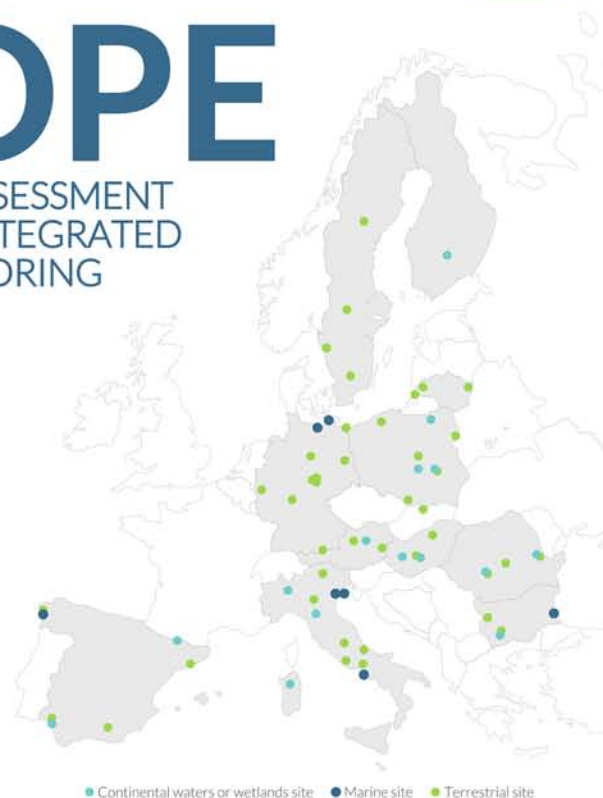 OPE
SESSMENT
TEGRATED
ORING
Continental waters or wetlands site Marine site Terrestrial site